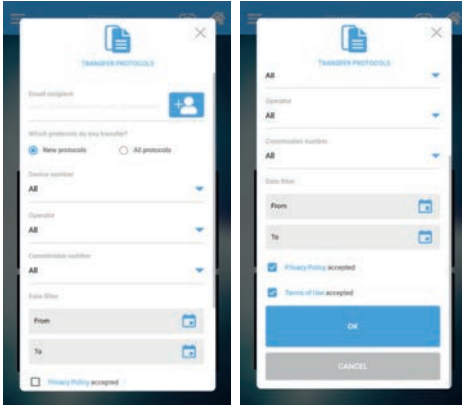 TRANSFER PROTOCOLS
Email recipient
Which protocols do you transfer?
New protocols
All protocols
Device number
All
Operator
All
Commission number
All
Date filter
From
To
Privacy Policy accepted
TRANSFER PROTOCOLS
All
Operator
All
Commission number
All
Date filter
From
To
Privacy Policy accepted
Terms of Use accepted
OK
CANCEL